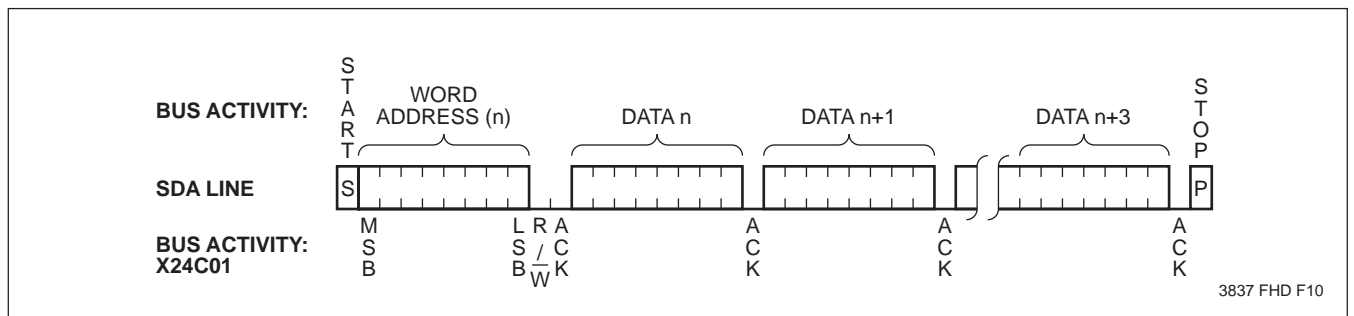 START
STOP
BUS ACTIVITY:
WORD
ADDRESS (n)
DATA n
DATA n+1
DATA n+3
SDA LINE
S
P
BUS ACTIVITY:
X24C01
MSB
LSB
R/W̅
ACK
ACK
ACK
ACK
3837 FHD F10